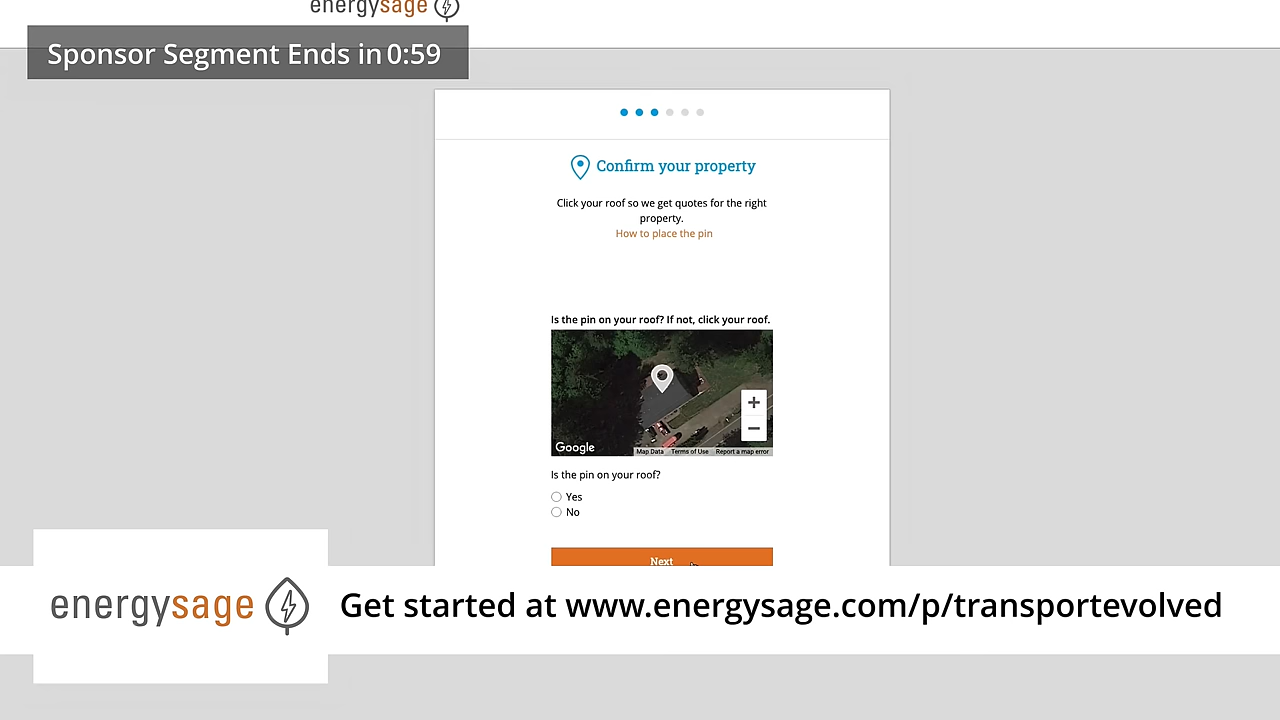 energysage
Sponsor Segment Ends in 0:59
Confirm your property
Click your roof so we get quotes for the right
property.
How to place the pin
Is the pin on your roof? If not, click your roof.
+
−
Google
Map Data Terms of Use Report a map error
Is the pin on your roof?
Yes
No
Next
energysage
Get started at www.energysage.com/p/transportevolved